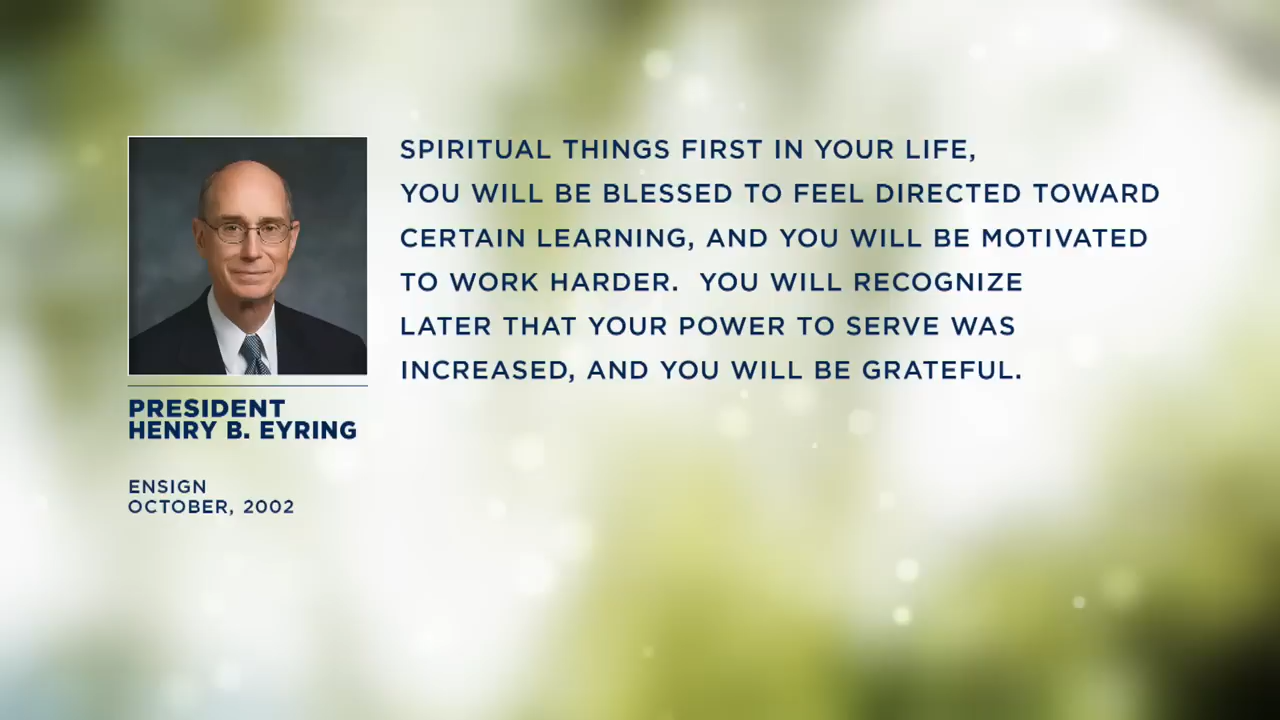 SPIRITUAL THINGS FIRST IN YOUR LIFE,
YOU WILL BE BLESSED TO FEEL DIRECTED TOWARD
CERTAIN LEARNING, AND YOU WILL BE MOTIVATED
TO WORK HARDER.  YOU WILL RECOGNIZE
LATER THAT YOUR POWER TO SERVE WAS
INCREASED, AND YOU WILL BE GRATEFUL.
PRESIDENT
HENRY B. EYRING
ENSIGN
OCTOBER, 2002